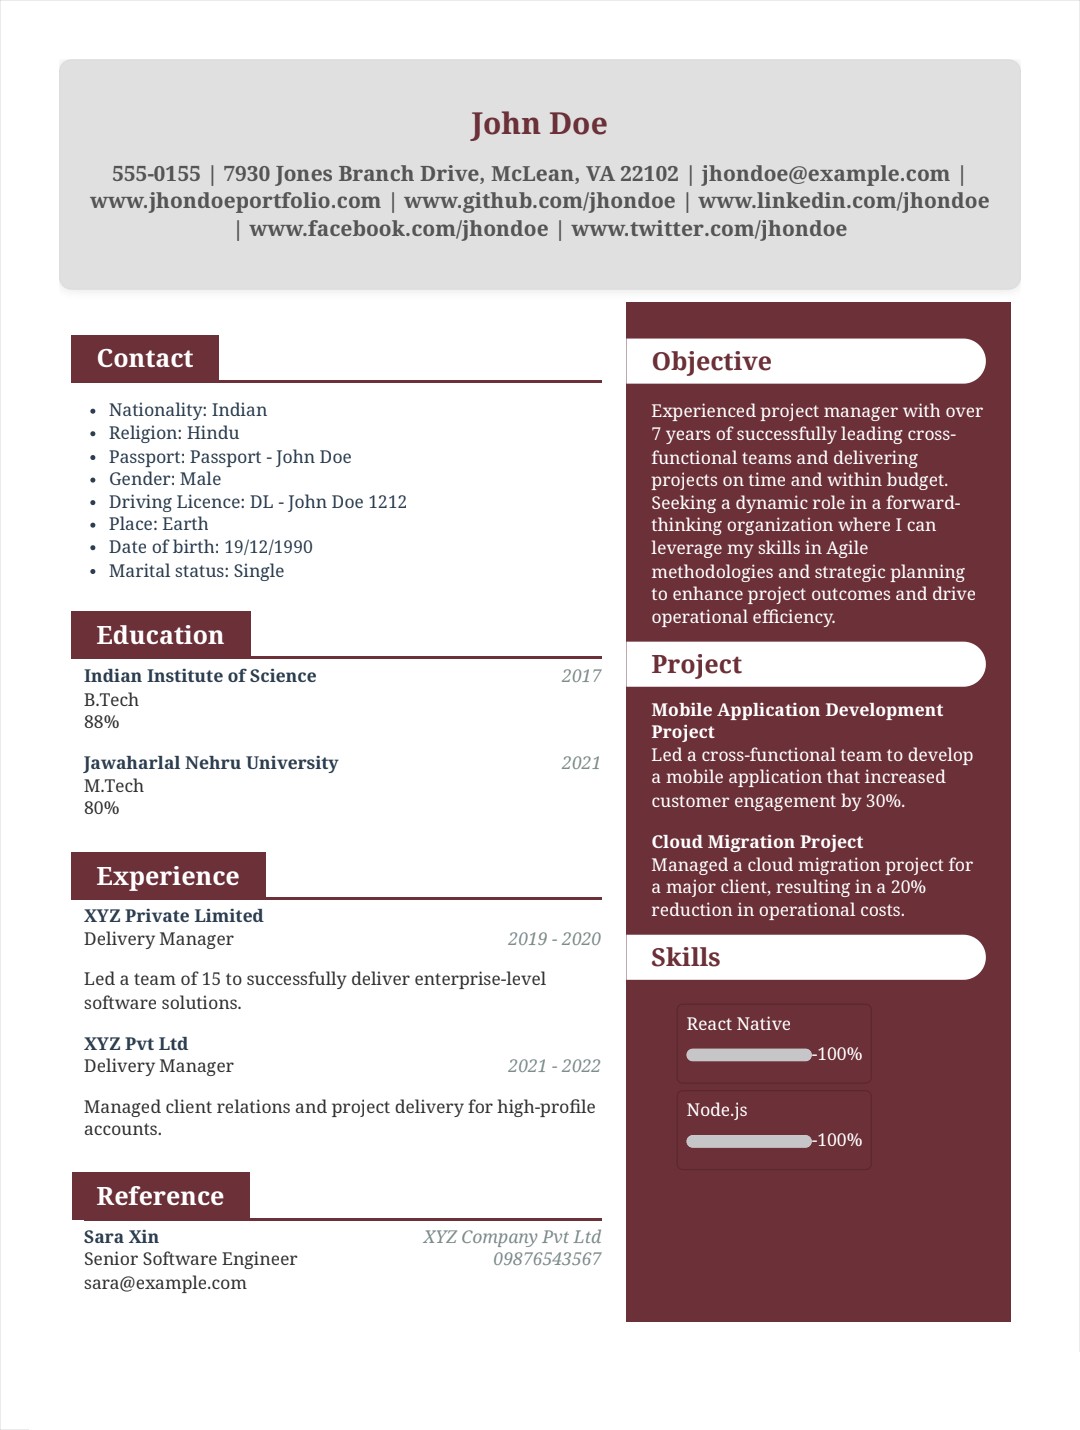 John Doe
555-0155 | 7930 Jones Branch Drive, McLean, VA 22102 | jhondoe@example.com |
www.jhondoeportfolio.com | www.github.com/jhondoe | www.linkedin.com/jhondoe
| www.facebook.com/jhondoe | www.twitter.com/jhondoe
Contact
• Nationality: Indian
• Religion: Hindu
• Passport: Passport - John Doe
• Gender: Male
• Driving Licence: DL - John Doe 1212
• Place: Earth
• Date of birth: 19/12/1990
• Marital status: Single
Education
Indian Institute of Science 2017
B.Tech
88%
Jawaharlal Nehru University 2021
M.Tech
80%
Experience
XYZ Private Limited
Delivery Manager 2019 - 2020
Led a team of 15 to successfully deliver enterprise-level
software solutions.
XYZ Pvt Ltd
Delivery Manager 2021 - 2022
Managed client relations and project delivery for high-profile
accounts.
Reference
Sara Xin XYZ Company Pvt Ltd
Senior Software Engineer 09876543567
sara@example.com
Objective
Experienced project manager with over
7 years of successfully leading cross-
functional teams and delivering
projects on time and within budget.
Seeking a dynamic role in a forward-
thinking organization where I can
leverage my skills in Agile
methodologies and strategic planning
to enhance project outcomes and drive
operational efficiency.
Project
Mobile Application Development
Project
Led a cross-functional team to develop
a mobile application that increased
customer engagement by 30%.
Cloud Migration Project
Managed a cloud migration project for
a major client, resulting in a 20%
reduction in operational costs.
Skills
React Native
-100%
Node.js
-100%